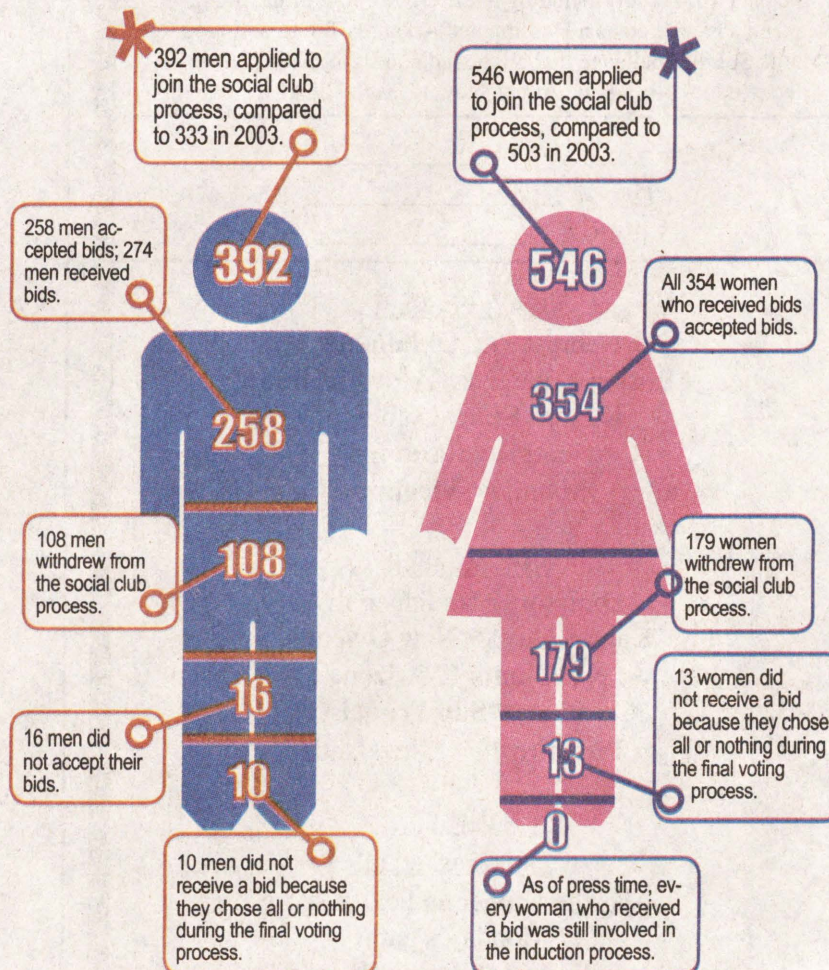 392 men applied to
join the social club
process, compared
to 333 in 2003.
546 women applied
to join the social club
process, compared to
503 in 2003.
258 men ac-
cepted bids; 274
men received
bids.
392
546
All 354 women
who received bids
accepted bids.
258
354
108 men
withdrew from
the social club
process.
108
179 women
withdrew from
the social club
process.
179
16 men did
not accept their
bids.
16
13 women did
not receive a bid
because they chose
all or nothing during
the final voting
process.
13
10
10 men did not
receive a bid because
they chose all or nothing
during the final voting
process.
0
As of press time, ev-
ery woman who received
a bid was still involved in
the induction process.